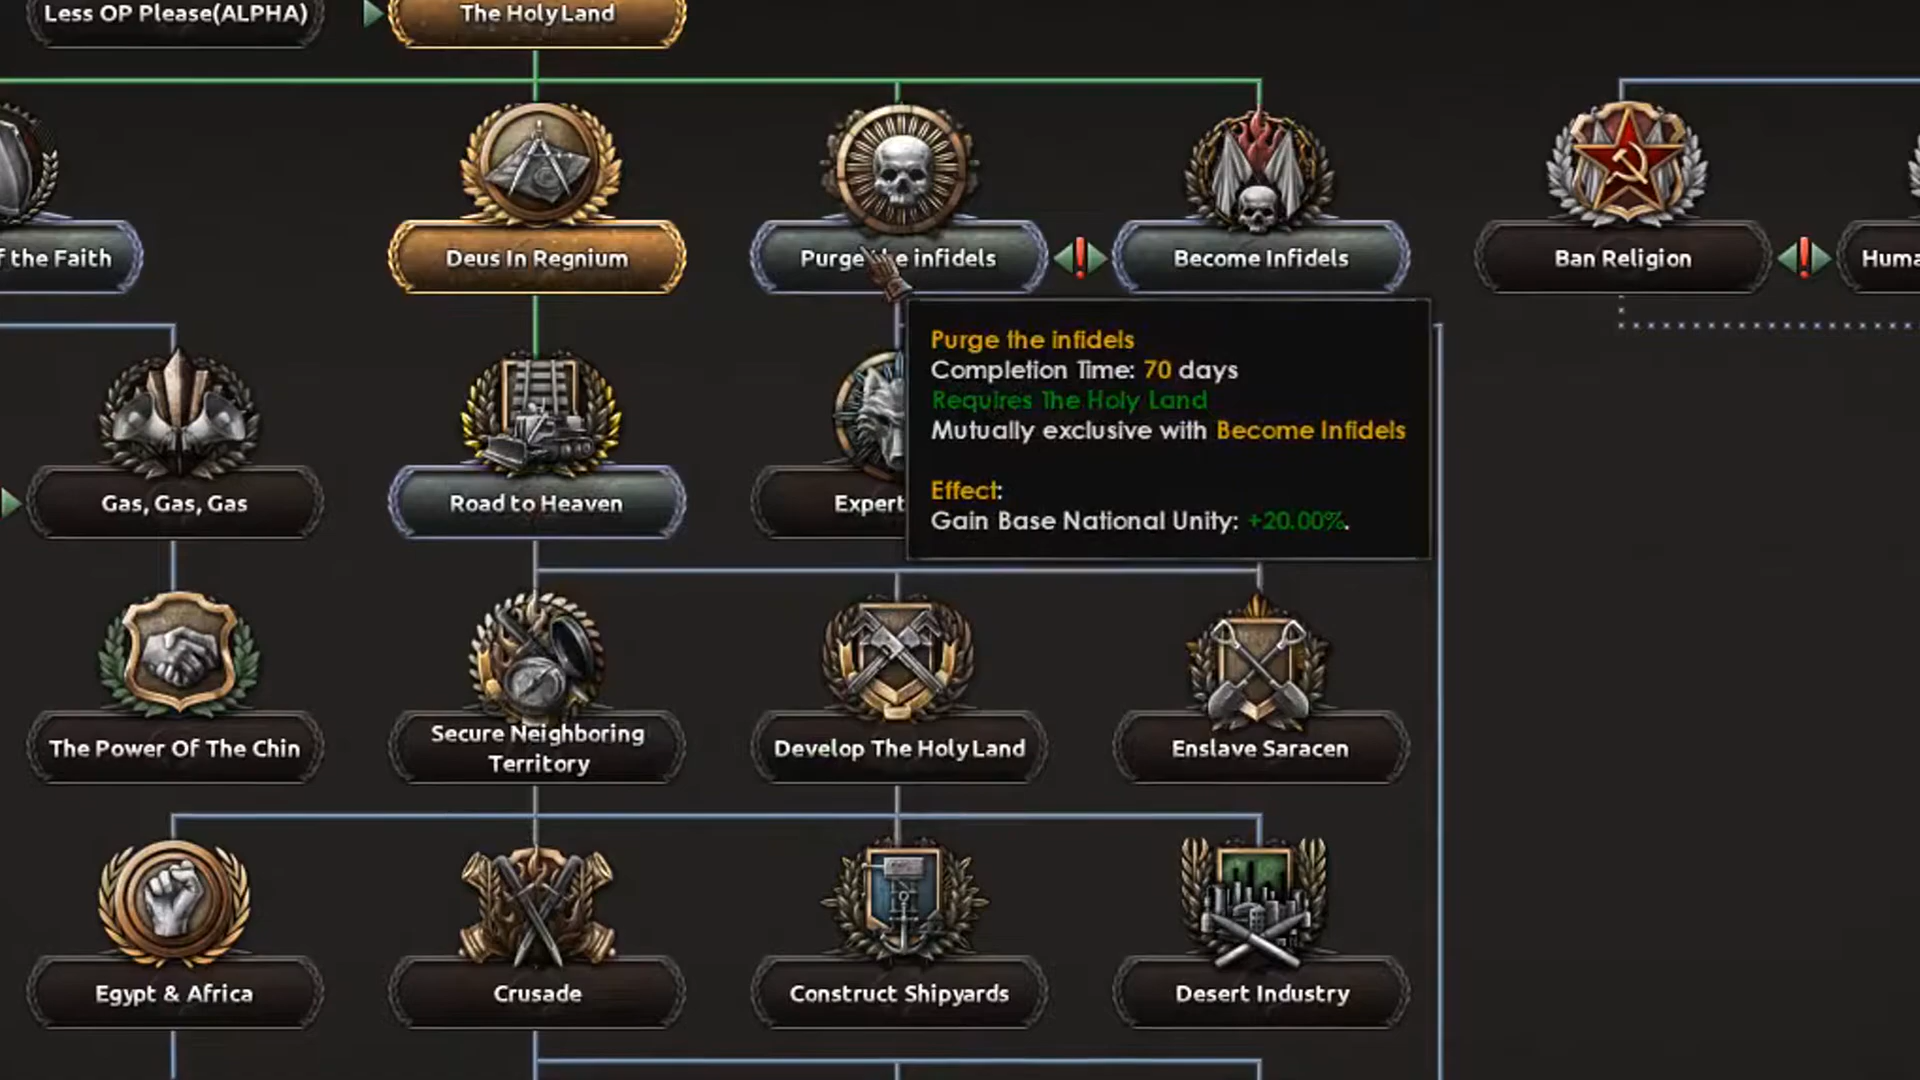 Less OP Please(ALPHA)
The Holy Land
f the Faith
Deus In Regnium
Purge the infidels
Become Infidels
Ban Religion
Huma
Purge the infidels
Completion Time: 70 days
Requires The Holy Land
Mutually exclusive with Become Infidels
Effect:
Gain Base National Unity: +20.00%.
Gas, Gas, Gas
Road to Heaven
Expert
The Power Of The Chin
Secure Neighboring
Territory
Develop The Holy Land
Enslave Saracen
Egypt & Africa
Crusade
Construct Shipyards
Desert Industry